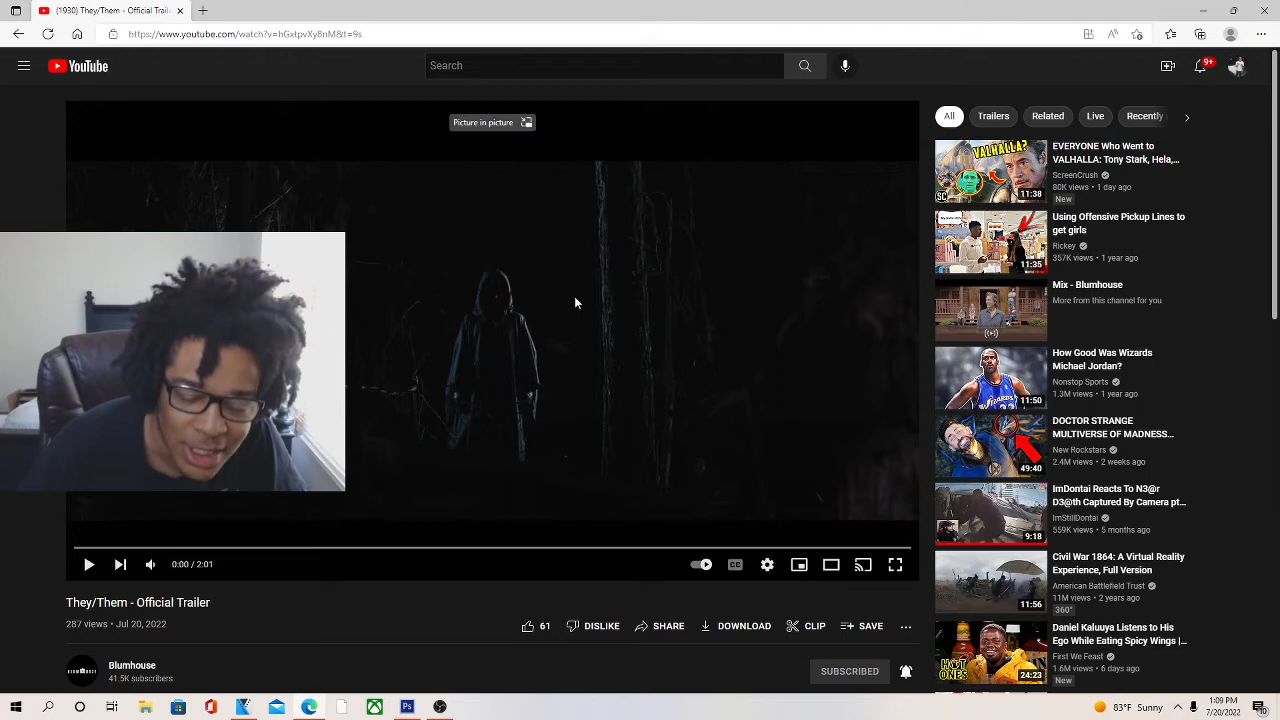 (1930) They/Them - Official Traile
https://www.youtube.com/watch?v=hGxtpvXy8nM&t=9s
YouTube
Search
9+
Picture in picture
All
Trailers
Related
Live
Recently
VALHALLA?
SC
11:38
EVERYONE Who Went to
VALHALLA: Tony Stark, Hela,...
ScreenCrush
80K views • 1 day ago
New
11:35
Using Offensive Pickup Lines to
get girls
Rickey
357K views • 1 year ago
Mix - Blumhouse
More from this channel for you
11:50
How Good Was Wizards
Michael Jordan?
Nonstop Sports
1.3M views • 1 year ago
49:40
DOCTOR STRANGE
MULTIVERSE OF MADNESS...
New Rockstars
2.4M views • 2 weeks ago
9:18
ImDontai Reacts To N3@r
D3@th Captured By Camera pt...
ImStillDontai
559K views • 5 months ago
11:56
Civil War 1864: A Virtual Reality
Experience, Full Version
American Battlefield Trust
11M views • 2 years ago
360°
HOT
ONES
24:23
Daniel Kaluuya Listens to His
Ego While Eating Spicy Wings |...
First We Feast
1.6M views • 6 days ago
New
0:00 / 2:01
CC
They/Them - Official Trailer
287 views • Jul 20, 2022
61
DISLIKE
SHARE
DOWNLOAD
CLIP
SAVE
Blumhouse
41.5K subscribers
SUBSCRIBED
Ps
83°F Sunny
1:09 PM
7/20/2022